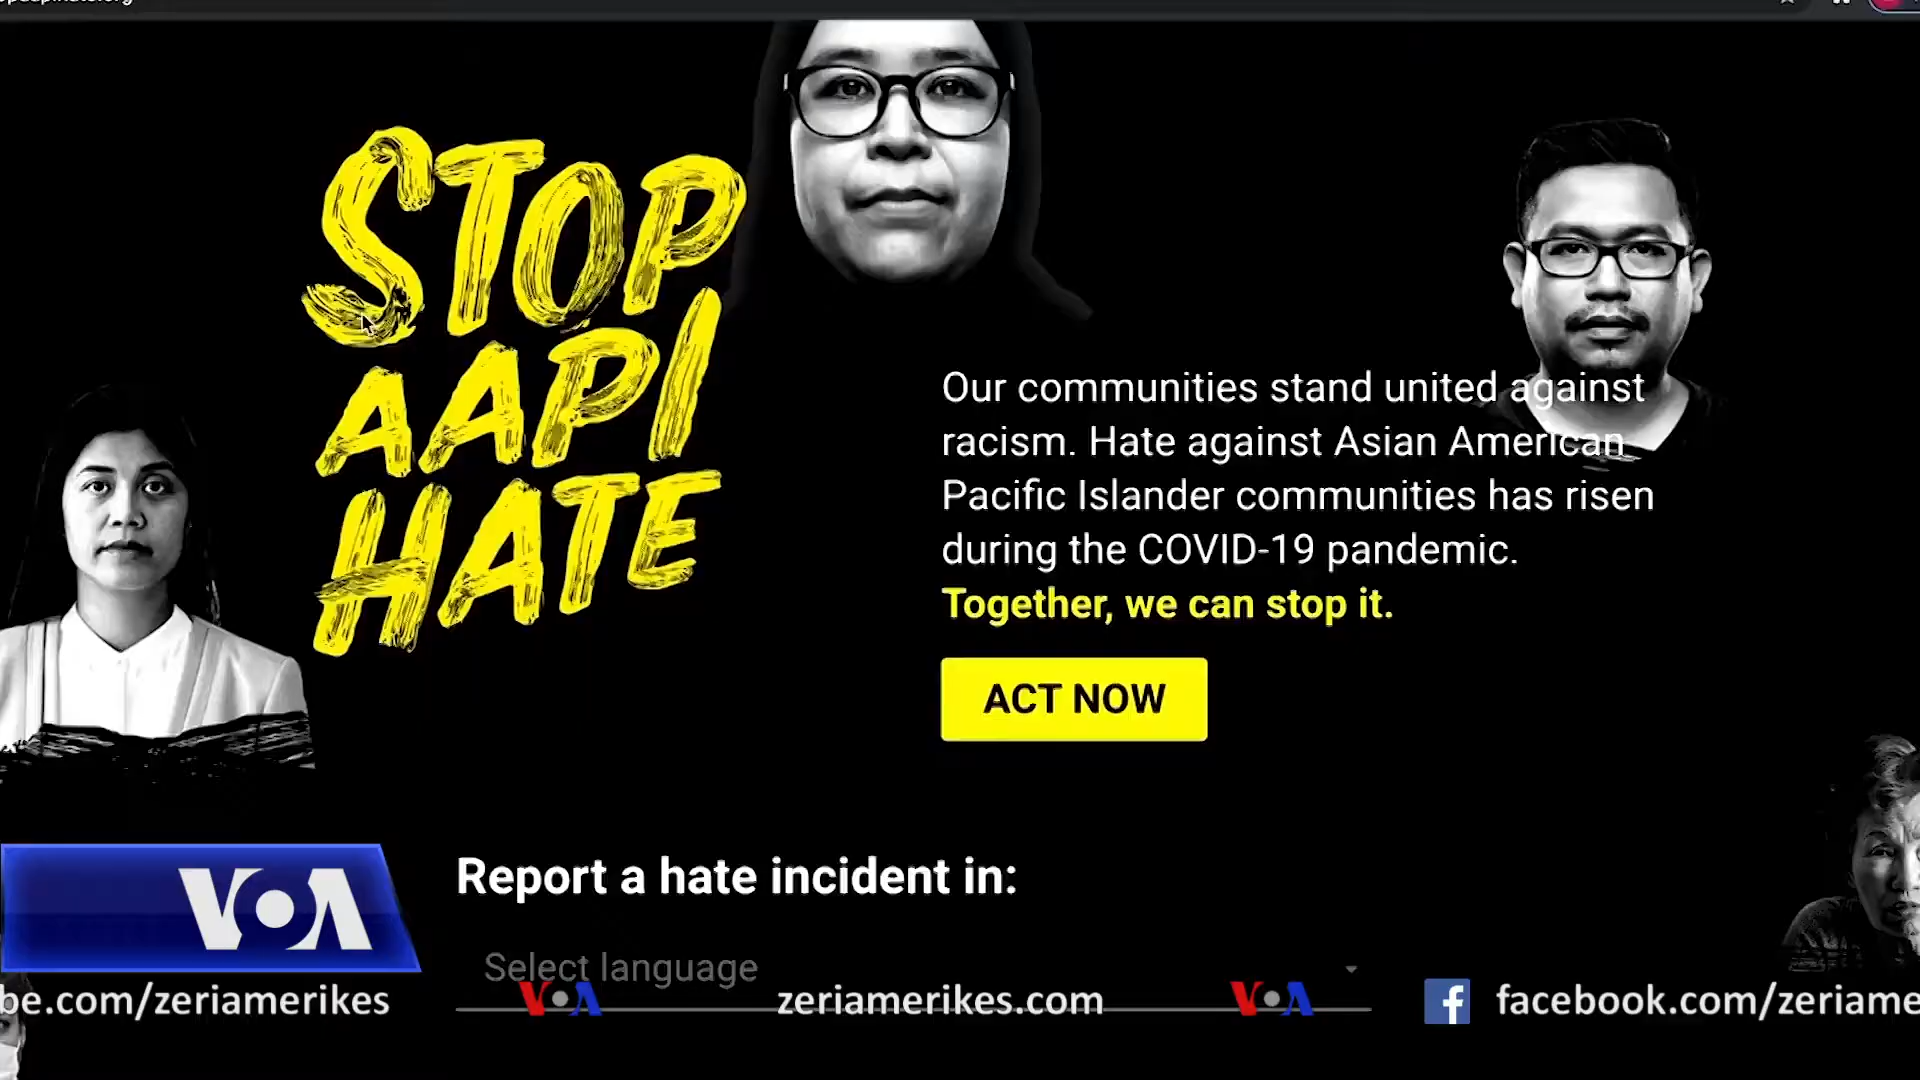 STOP
AAPI
HATE
Our communities stand united against
racism. Hate against Asian American
Pacific Islander communities has risen
during the COVID-19 pandemic.
Together, we can stop it.
ACT NOW
Report a hate incident in:
Select language
VOA
be.com/zeriamerikes VOA zeriamerikes.com VOA f facebook.com/zeriame